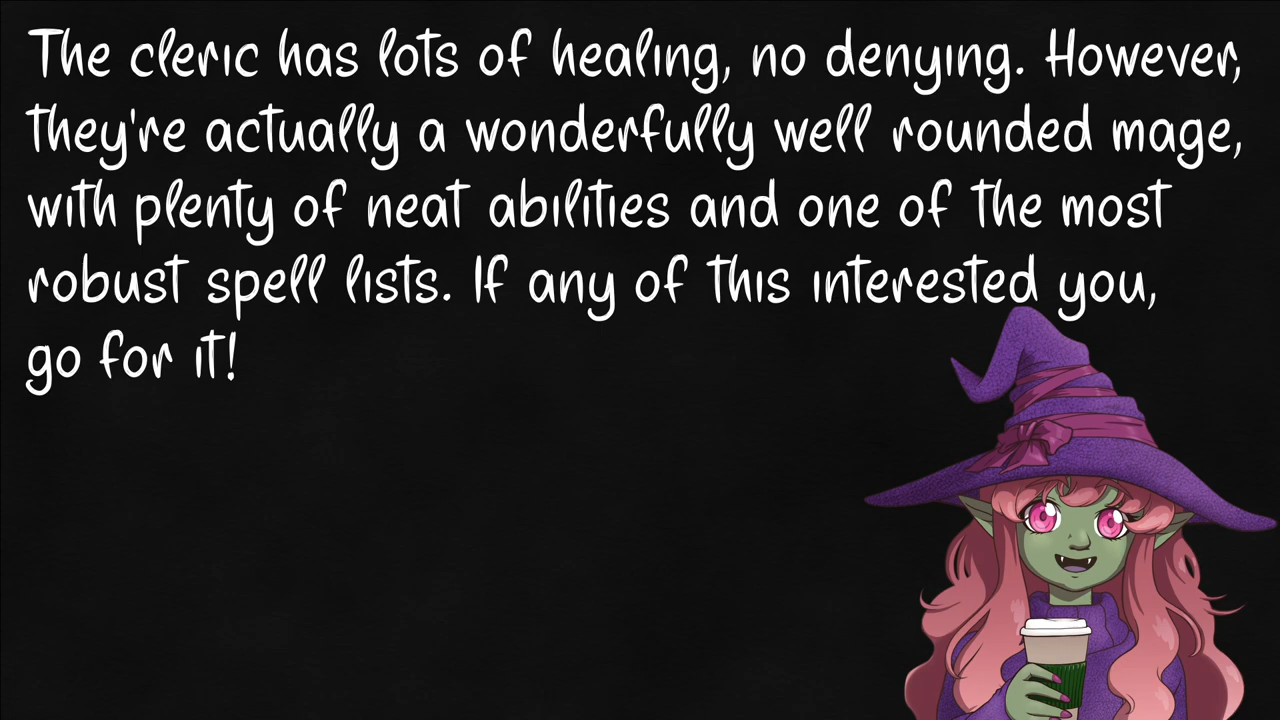 The cleric has lots of healing, no denying. However,
they're actually a wonderfully well rounded mage,
with plenty of neat abilities and one of the most
robust spell lists. If any of this interested you,
go for it!